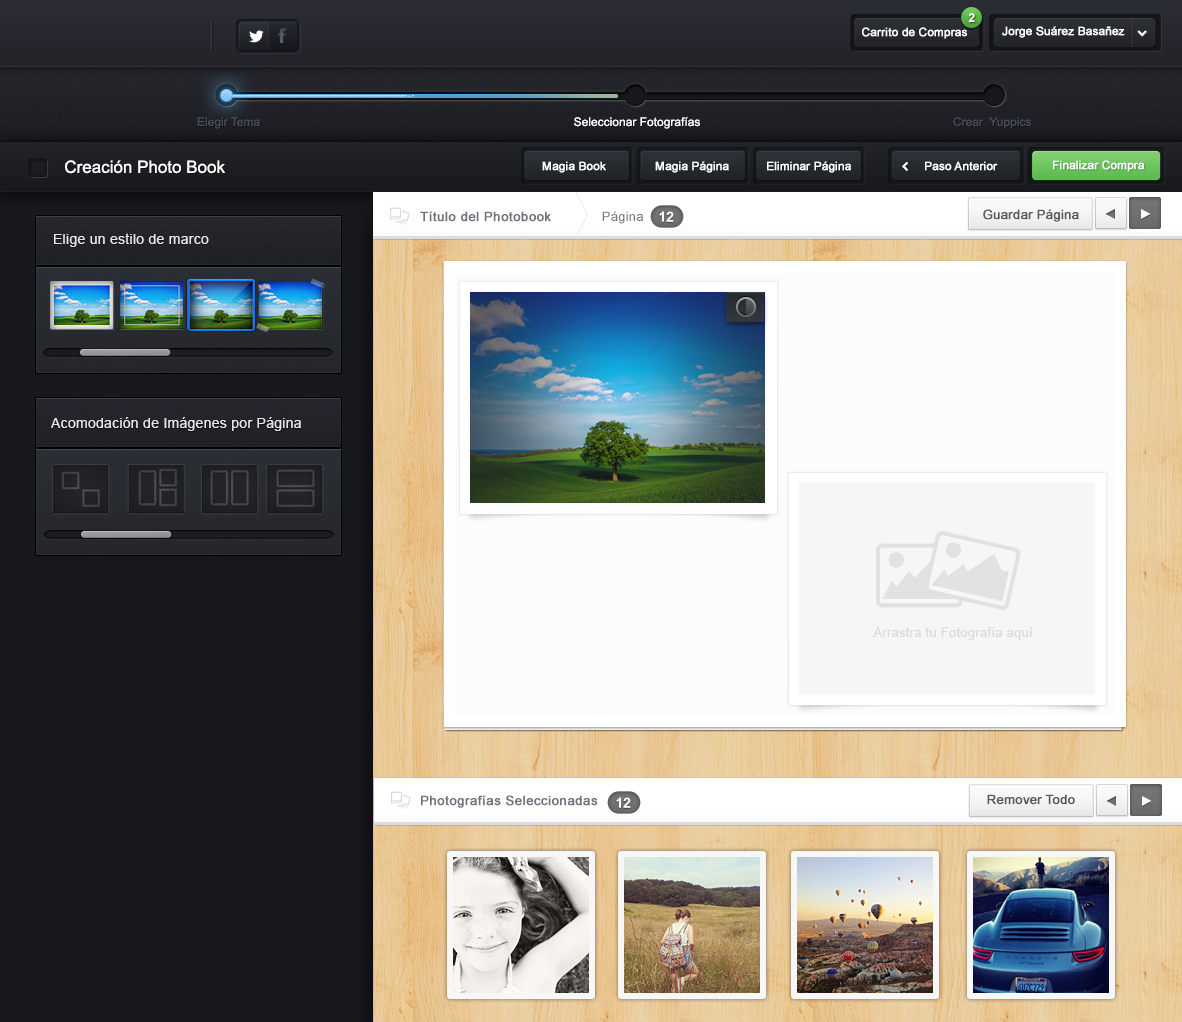 Carrito de Compras
2
Jorge Suárez Basañez
Elegir Tema
Seleccionar Fotografías
Crear Yuppics
Creación Photo Book
Magia Book
Magia Página
Eliminar Página
Paso Anterior
Finalizar Compra
Elige un estilo de marco
Acomodación de Imágenes por Página
Título del Photobook
Página 12
Guardar Página
Arrastra tu Fotografía aquí
Photografías Seleccionadas 12
Remover Todo